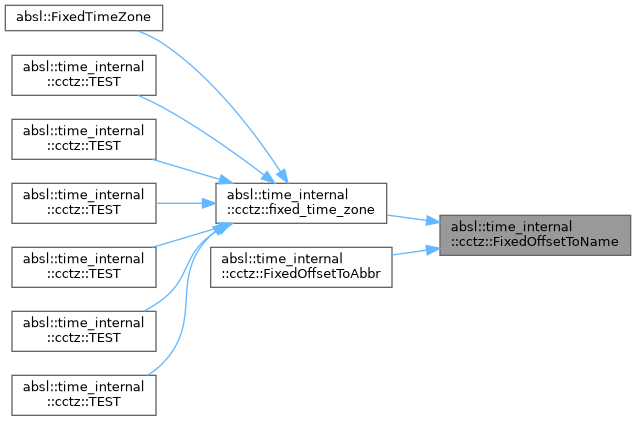 absl::FixedTimeZone
absl::time_internal
::cctz::TEST
absl::time_internal
::cctz::TEST
absl::time_internal
::cctz::TEST
absl::time_internal
::cctz::TEST
absl::time_internal
::cctz::TEST
absl::time_internal
::cctz::TEST
absl::time_internal
::cctz::fixed_time_zone
absl::time_internal
::cctz::FixedOffsetToAbbr
absl::time_internal
::cctz::FixedOffsetToName